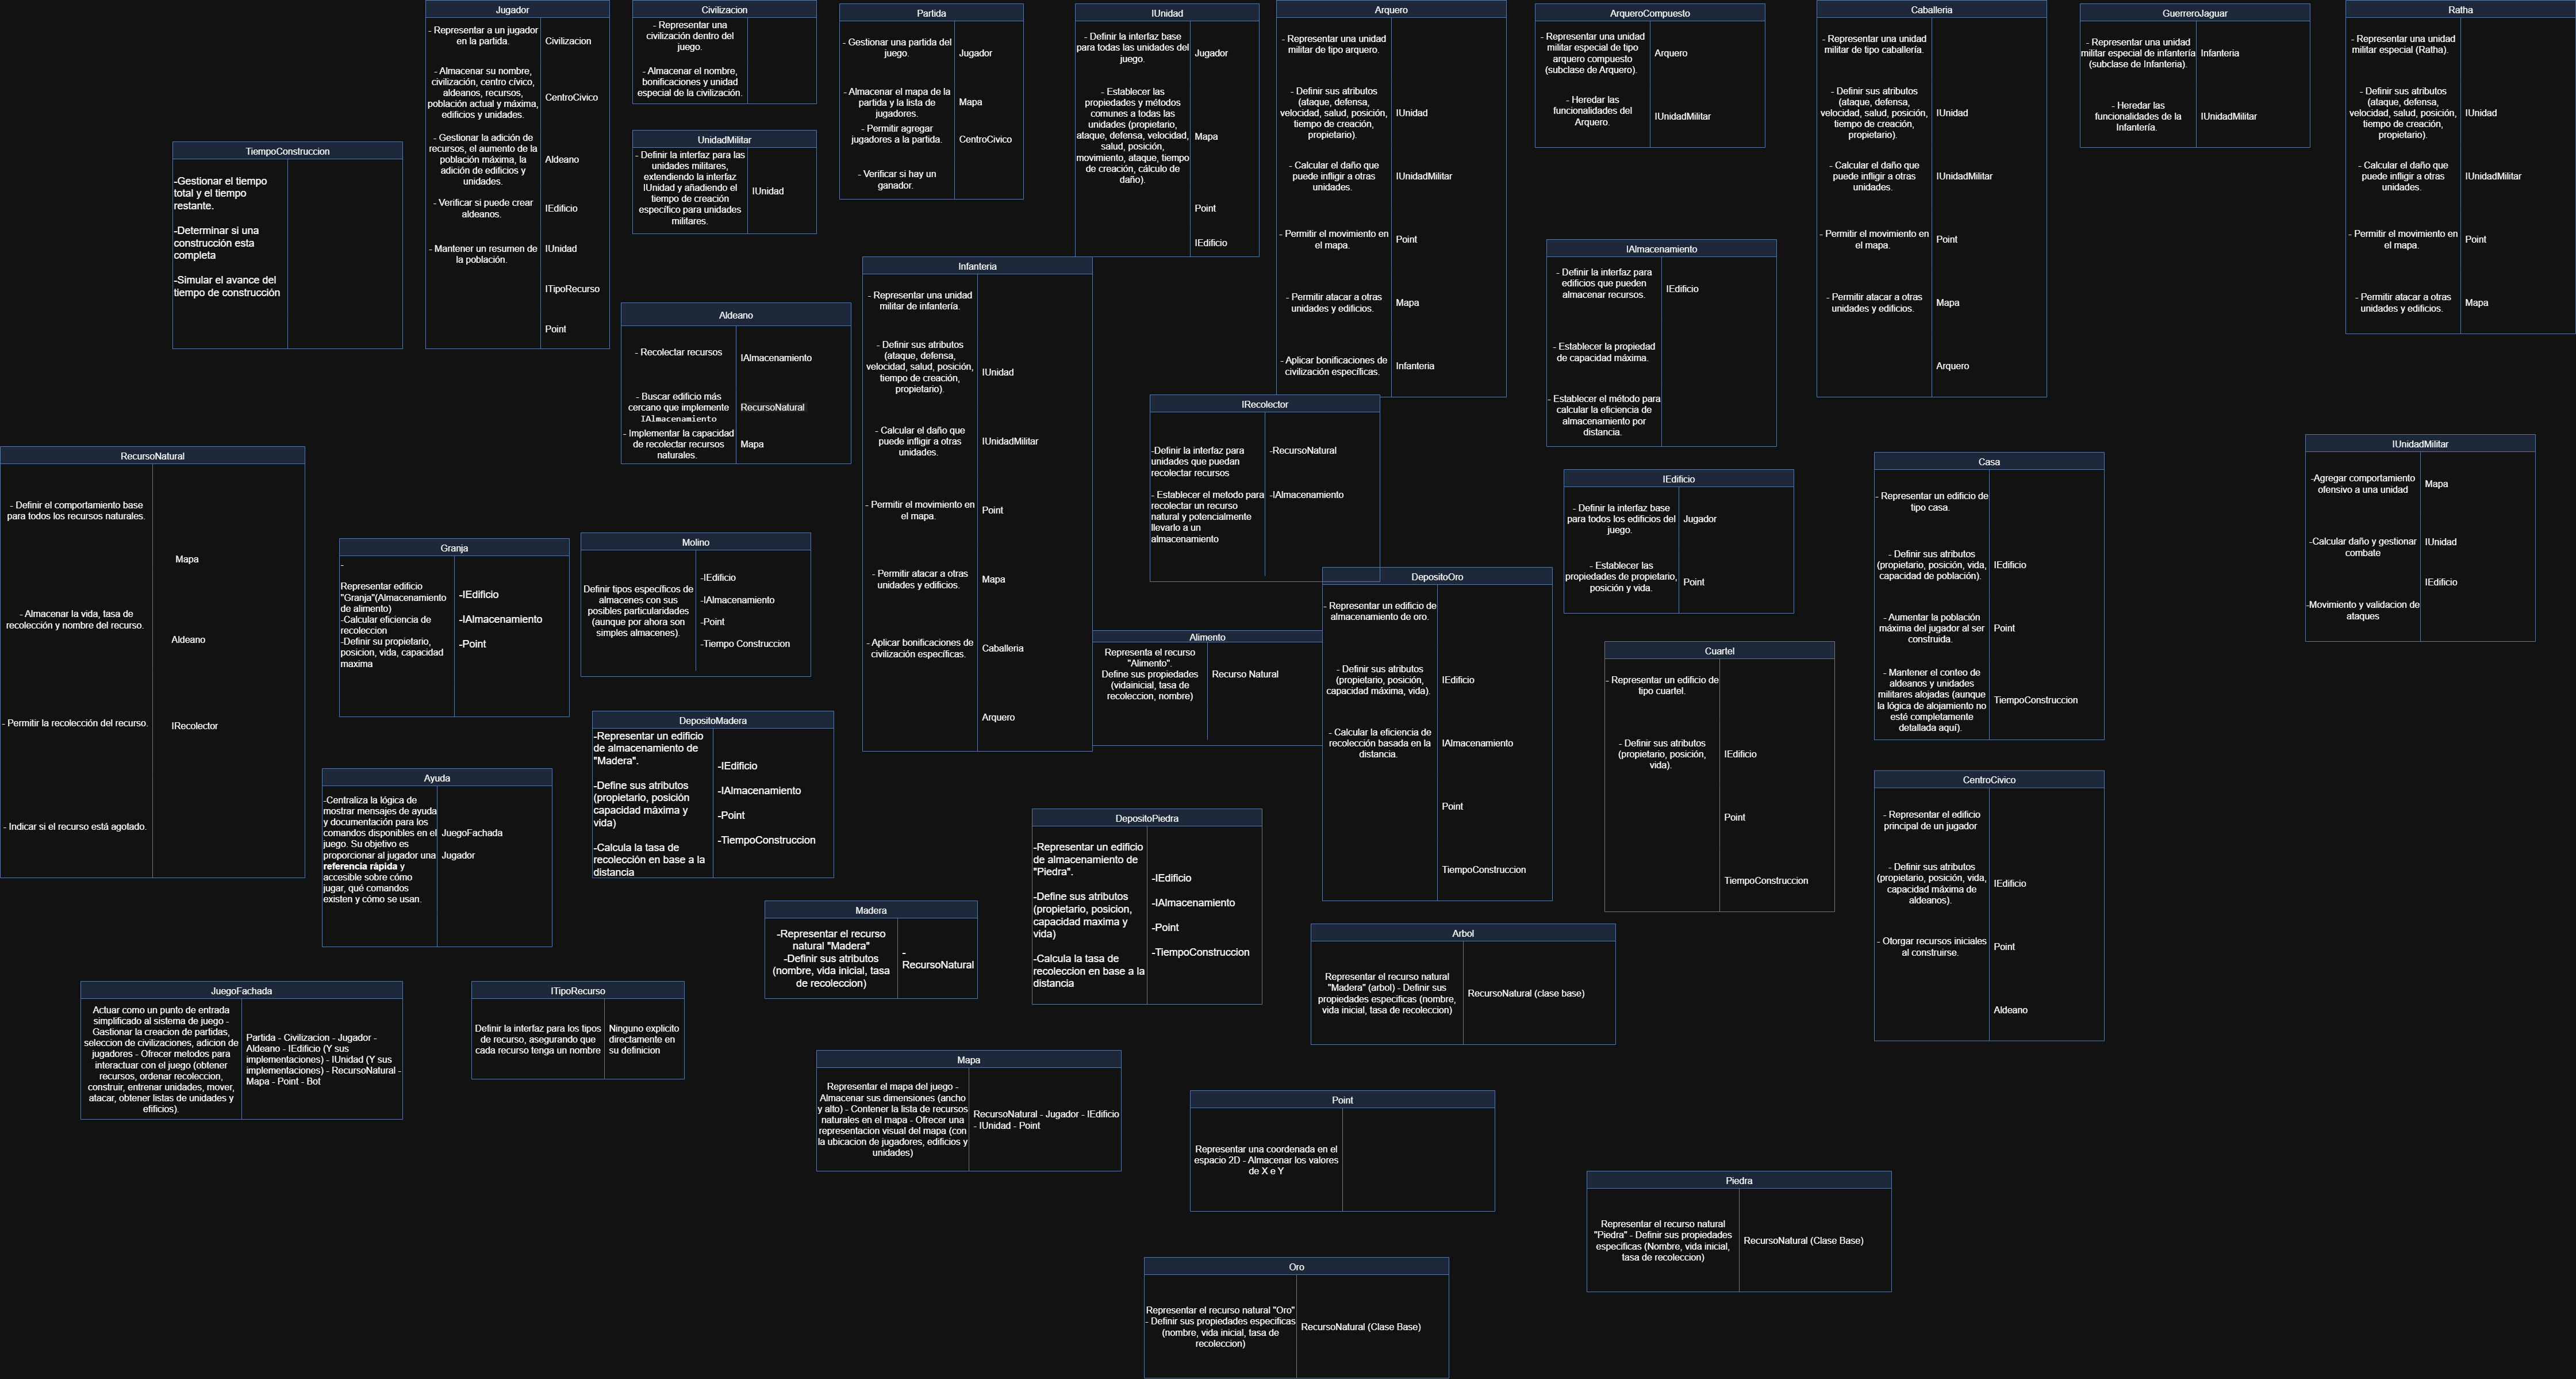 Jugador
- Representar a un jugador
en la partida.
- Almacenar su nombre,
civilización, centro cívico,
aldeanos, recursos,
población actual y máxima,
edificios y unidades.
- Gestionar la adición de
recursos, el aumento de la
población máxima, la
adición de edificios y
unidades.
- Verificar si puede crear
aldeanos.
- Mantener un resumen de
la población.
Civilizacion
CentroCivico
Aldeano
IEdificio
IUnidad
ITipoRecurso
Point
Civilizacion
- Representar una
civilización dentro del
juego.
- Almacenar el nombre,
bonificaciones y unidad
especial de la civilización.
Partida
- Gestionar una partida del
juego.
- Almacenar el mapa de la
partida y la lista de
jugadores.
- Permitir agregar
jugadores a la partida.
- Verificar si hay un
ganador.
Jugador
Mapa
CentroCivico
IUnidad
- Definir la interfaz base
para todas las unidades del
juego.
- Establecer las
propiedades y métodos
comunes a todas las
unidades (propietario,
ataque, defensa, velocidad,
salud, posición,
movimiento, ataque, tiempo
de creación, cálculo de
daño).
Jugador
Mapa
Point
IEdificio
Arquero
- Representar una unidad
militar de tipo arquero.
- Definir sus atributos
(ataque, defensa,
velocidad, salud, posición,
tiempo de creación,
propietario).
- Calcular el daño que
puede infligir a otras
unidades.
- Permitir el movimiento en
el mapa.
- Permitir atacar a otras
unidades y edificios.
- Aplicar bonificaciones de
civilización específicas.
IUnidad
IUnidadMilitar
Point
Mapa
Infanteria
ArqueroCompuesto
- Representar una unidad
militar especial de tipo
arquero compuesto
(subclase de Arquero).
- Heredar las
funcionalidades del
Arquero.
Arquero
IUnidadMilitar
Caballeria
- Representar una unidad
militar de tipo caballería.
- Definir sus atributos
(ataque, defensa,
velocidad, salud, posición,
tiempo de creación,
propietario).
- Calcular el daño que
puede infligir a otras
unidades.
- Permitir el movimiento en
el mapa.
- Permitir atacar a otras
unidades y edificios.
IUnidad
IUnidadMilitar
Point
Mapa
Arquero
GuerreroJaguar
- Representar una unidad
militar especial de infantería
(subclase de Infanteria).
- Heredar las
funcionalidades de la
Infantería.
Infanteria
IUnidadMilitar
Ratha
- Representar una unidad
militar especial (Ratha).
- Definir sus atributos
(ataque, defensa,
velocidad, salud, posición,
tiempo de creación,
propietario).
- Calcular el daño que
puede infligir a otras
unidades.
- Permitir el movimiento en
el mapa.
- Permitir atacar a otras
unidades y edificios.
IUnidad
IUnidadMilitar
Point
Mapa
TiempoConstruccion
-Gestionar el tiempo
total y el tiempo
restante.
-Determinar si una
construcción esta
completa
-Simular el avance del
tiempo de construcción
UnidadMilitar
- Definir la interfaz para las
unidades militares,
extendiendo la interfaz
IUnidad y añadiendo el
tiempo de creación
específico para unidades
militares.
IUnidad
Infanteria
- Representar una unidad
militar de infantería.
- Definir sus atributos
(ataque, defensa,
velocidad, salud, posición,
tiempo de creación,
propietario).
- Calcular el daño que
puede infligir a otras
unidades.
- Permitir el movimiento en
el mapa.
- Permitir atacar a otras
unidades y edificios.
- Aplicar bonificaciones de
civilización específicas.
IUnidad
IUnidadMilitar
Point
Mapa
Caballeria
Arquero
IAlmacenamiento
- Definir la interfaz para
edificios que pueden
almacenar recursos.
- Establecer la propiedad
de capacidad máxima.
- Establecer el método para
calcular la eficiencia de
almacenamiento por
distancia.
IEdificio
Aldeano
- Recolectar recursos
- Buscar edificio más
cercano que implemente
IAlmacenamiento
- Implementar la capacidad
de recolectar recursos
naturales.
IAlmacenamiento
RecursoNatural
Mapa
IRecolector
-Definir la interfaz para
unidades que puedan
recolectar recursos
- Establecer el metodo para
recolectar un recurso
natural y potencialmente
llevarlo a un
almacenamiento
-RecursoNatural
-IAlmacenamiento
IUnidadMilitar
-Agregar comportamiento
ofensivo a una unidad
-Calcular daño y gestionar
combate
-Movimiento y validacion de
ataques
Mapa
IUnidad
IEdificio
RecursoNatural
- Definir el comportamiento base
para todos los recursos naturales.
- Almacenar la vida, tasa de
recolección y nombre del recurso.
- Permitir la recolección del recurso.
- Indicar si el recurso está agotado.
Mapa
Aldeano
IRecolector
Casa
- Representar un edificio de
tipo casa.
- Definir sus atributos
(propietario, posición, vida,
capacidad de población).
- Aumentar la población
máxima del jugador al ser
construida.
- Mantener el conteo de
aldeanos y unidades
militares alojadas (aunque
la lógica de alojamiento no
esté completamente
detallada aquí).
IEdificio
Point
TiempoConstruccion
IEdificio
- Definir la interfaz base
para todos los edificios del
juego.
- Establecer las
propiedades de propietario,
posición y vida.
Jugador
Point
Granja
-
Representar edificio
"Granja"(Almacenamiento
de alimento)
-Calcular eficiencia de
recoleccion
-Definir su propietario,
posicion, vida, capacidad
maxima
-IEdificio
-IAlmacenamiento
-Point
Molino
Definir tipos específicos de
almacenes con sus
posibles particularidades
(aunque por ahora son
simples almacenes).
-IEdificio
-IAlmacenamiento
-Point
-Tiempo Construccion
DepositoOro
- Representar un edificio de
almacenamiento de oro.
- Definir sus atributos
(propietario, posición,
capacidad máxima, vida).
- Calcular la eficiencia de
recolección basada en la
distancia.
IEdificio
IAlmacenamiento
Point
TiempoConstruccion
Alimento
Representa el recurso
"Alimento".
Define sus propiedades
(vidainicial, tasa de
recoleccion, nombre)
Recurso Natural
Cuartel
- Representar un edificio de
tipo cuartel.
- Definir sus atributos
(propietario, posición,
vida).
IEdificio
Point
TiempoConstruccion
DepositoMadera
-Representar un edificio
de almacenamiento de
"Madera".
-Define sus atributos
(propietario, posición
capacidad máxima y
vida)
-Calcula la tasa de
recolección en base a la
distancia
-IEdificio
-IAlmacenamiento
-Point
-TiempoConstruccion
Ayuda
-Centraliza la lógica de
mostrar mensajes de ayuda
y documentación para los
comandos disponibles en el
juego. Su objetivo es
proporcionar al jugador una
referencia rápida y
accesible sobre cómo
jugar, qué comandos
existen y cómo se usan.
JuegoFachada
Jugador
CentroCivico
- Representar el edificio
principal de un jugador
- Definir sus atributos
(propietario, posición, vida,
capacidad máxima de
aldeanos).
- Otorgar recursos iniciales
al construirse.
IEdificio
Point
Aldeano
DepositoPiedra
-Representar un edificio
de almacenamiento de
"Piedra".
-Define sus atributos
(propietario, posicion,
capacidad maxima y
vida)
-Calcula la tasa de
recoleccion en base a la
distancia
-IEdificio
-IAlmacenamiento
-Point
-TiempoConstruccion
Madera
-Representar el recurso
natural "Madera"
-Definir sus atributos
(nombre, vida inicial, tasa
de recoleccion)
-
RecursoNatural
Arbol
Representar el recurso natural
"Madera" (arbol) - Definir sus
propiedades especificas (nombre,
vida inicial, tasa de recoleccion)
RecursoNatural (clase base)
JuegoFachada
Actuar como un punto de entrada
simplificado al sistema de juego -
Gastionar la creacion de partidas,
seleccion de civilizaciones, adicion de
jugadores - Ofrecer metodos para
interactuar con el juego (obtener
recursos, ordenar recoleccion,
construir, entrenar unidades, mover,
atacar, obtener listas de unidades y
efificios).
Partida - Civilizacion - Jugador -
Aldeano - IEdificio (Y sus
implementaciones) - IUnidad (Y sus
implementaciones) - RecursoNatural -
Mapa - Point - Bot
ITipoRecurso
Definir la interfaz para los tipos
de recurso, asegurando que
cada recurso tenga un nombre
Ninguno explicito
directamente en
su definicion
Mapa
Representar el mapa del juego -
Almacenar sus dimensiones (ancho
y alto) - Contener la lista de recursos
naturales en el mapa - Ofrecer una
representacion visual del mapa (con
la ubicacion de jugadores, edificios y
unidades)
RecursoNatural - Jugador - IEdificio
- IUnidad - Point
Point
Representar una coordenada en el
espacio 2D - Almacenar los valores
de X e Y
Piedra
Representar el recurso natural
"Piedra" - Definir sus propiedades
especificas (Nombre, vida inicial,
tasa de recoleccion)
RecursoNatural (Clase Base)
Oro
Representar el recurso natural "Oro"
- Definir sus propiedades especificas
(nombre, vida inicial, tasa de
recoleccion)
RecursoNatural (Clase Base)